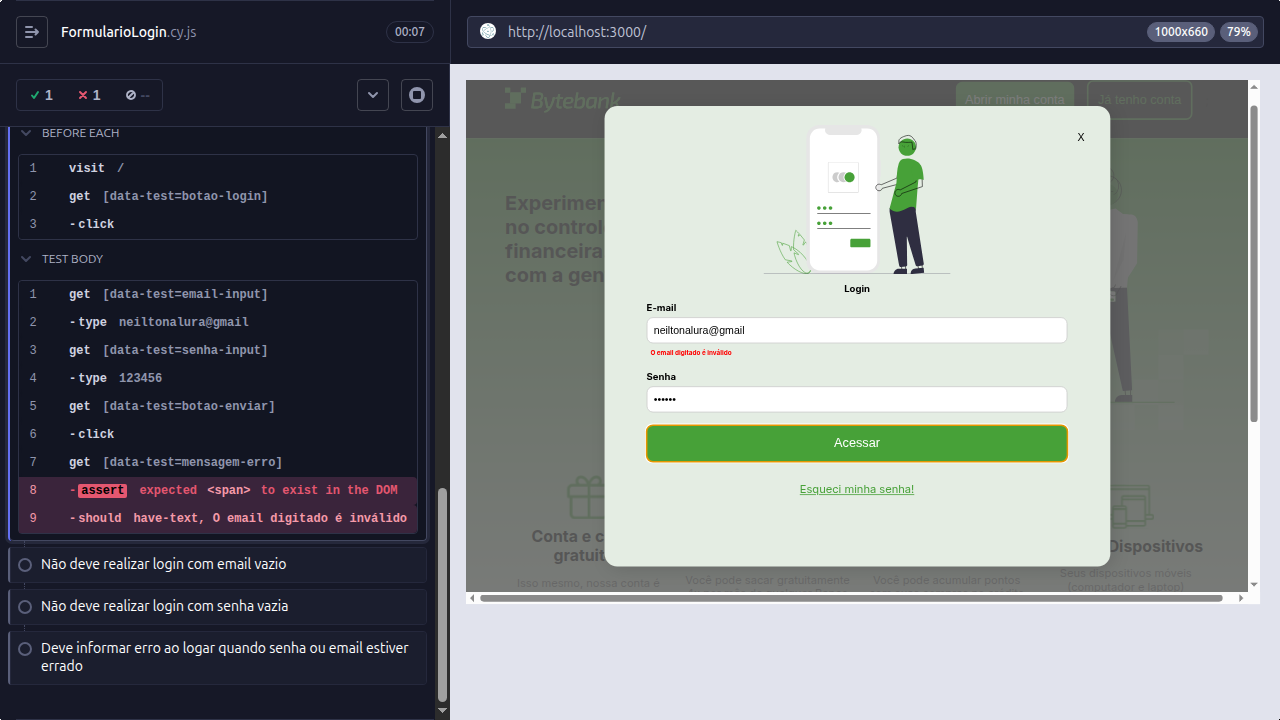 FormularioLogin.cy.js
00:07
1 1 --
BEFORE EACH
1 visit /
2 get [data-test=botao-login]
3 -click
TEST BODY
1 get [data-test=email-input]
2 -type neiltonalura@gmail
3 get [data-test=senha-input]
4 -type 123456
5 get [data-test=botao-enviar]
6 -click
7 get [data-test=mensagem-erro]
8 -assert expected <span> to exist in the DOM
9 -should have-text, O email digitado é inválido
Não deve realizar login com email vazio
Não deve realizar login com senha vazia
Deve informar erro ao logar quando senha ou email estiver
errado
http://localhost:3000/
1000x660 79%
Bytebank
Abrir minha conta
Já tenho conta
Experimen
no control
financeira
com a gen
X
Login
E-mail
neiltonalura@gmail
O email digitado é inválido
Senha
••••••
Acessar
Esqueci minha senha!
Conta e c
gratuit
Dispositivos
Isso mesmo, nossa conta é
Você pode sacar gratuitamente
Você pode acumular pontos
Seus dispositivos móveis
(computador e laptop)